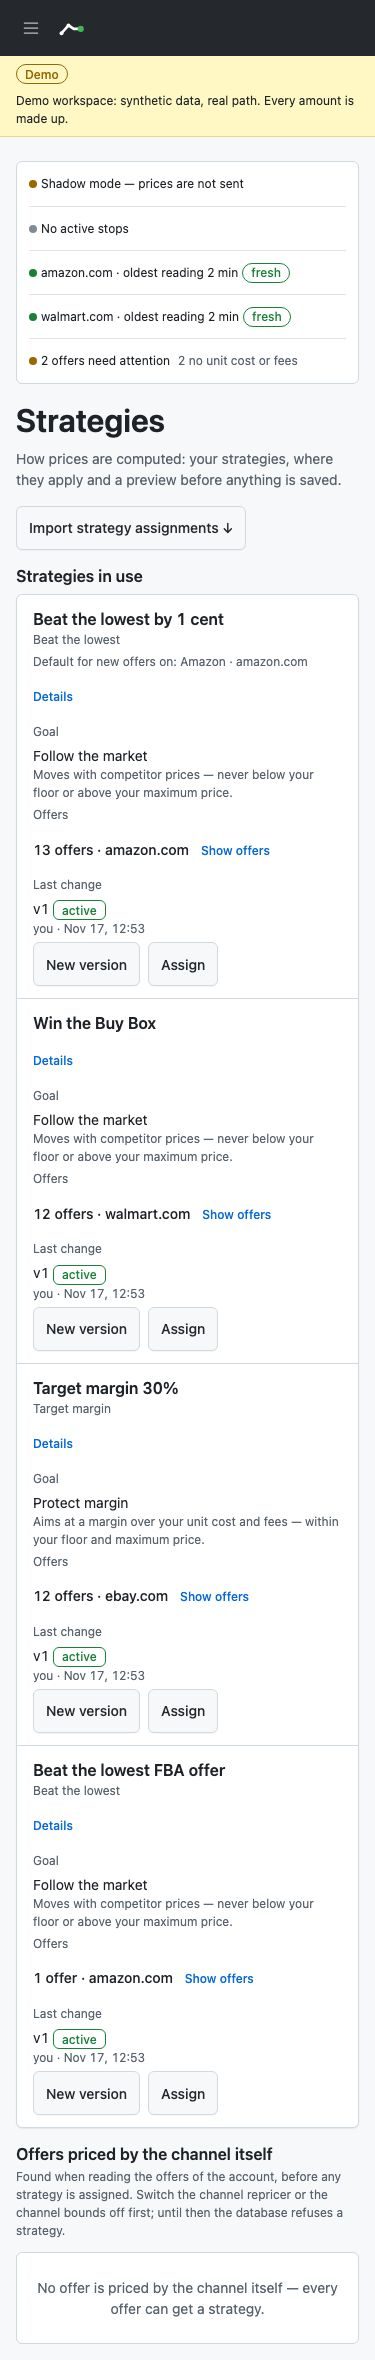 Demo
Demo workspace: synthetic data, real path. Every amount is
made up.
Shadow mode — prices are not sent
No active stops
amazon.com · oldest reading 2 min fresh
walmart.com · oldest reading 2 min fresh
2 offers need attention 2 no unit cost or fees
Strategies
How prices are computed: your strategies, where
they apply and a preview before anything is saved.
Import strategy assignments ↓
Strategies in use
Beat the lowest by 1 cent
Beat the lowest
Default for new offers on: Amazon · amazon.com
Details
Goal
Follow the market
Moves with competitor prices — never below your
floor or above your maximum price.
Offers
13 offers · amazon.com Show offers
Last change
v1 active
you · Nov 17, 12:53
New version Assign
Win the Buy Box
Details
Goal
Follow the market
Moves with competitor prices — never below your
floor or above your maximum price.
Offers
12 offers · walmart.com Show offers
Last change
v1 active
you · Nov 17, 12:53
New version Assign
Target margin 30%
Target margin
Details
Goal
Protect margin
Aims at a margin over your unit cost and fees — within
your floor and maximum price.
Offers
12 offers · ebay.com Show offers
Last change
v1 active
you · Nov 17, 12:53
New version Assign
Beat the lowest FBA offer
Beat the lowest
Details
Goal
Follow the market
Moves with competitor prices — never below your
floor or above your maximum price.
Offers
1 offer · amazon.com Show offers
Last change
v1 active
you · Nov 17, 12:53
New version Assign
Offers priced by the channel itself
Found when reading the offers of the account, before any
strategy is assigned. Switch the channel repricer or the
channel bounds off first; until then the database refuses a
strategy.
No offer is priced by the channel itself — every
offer can get a strategy.